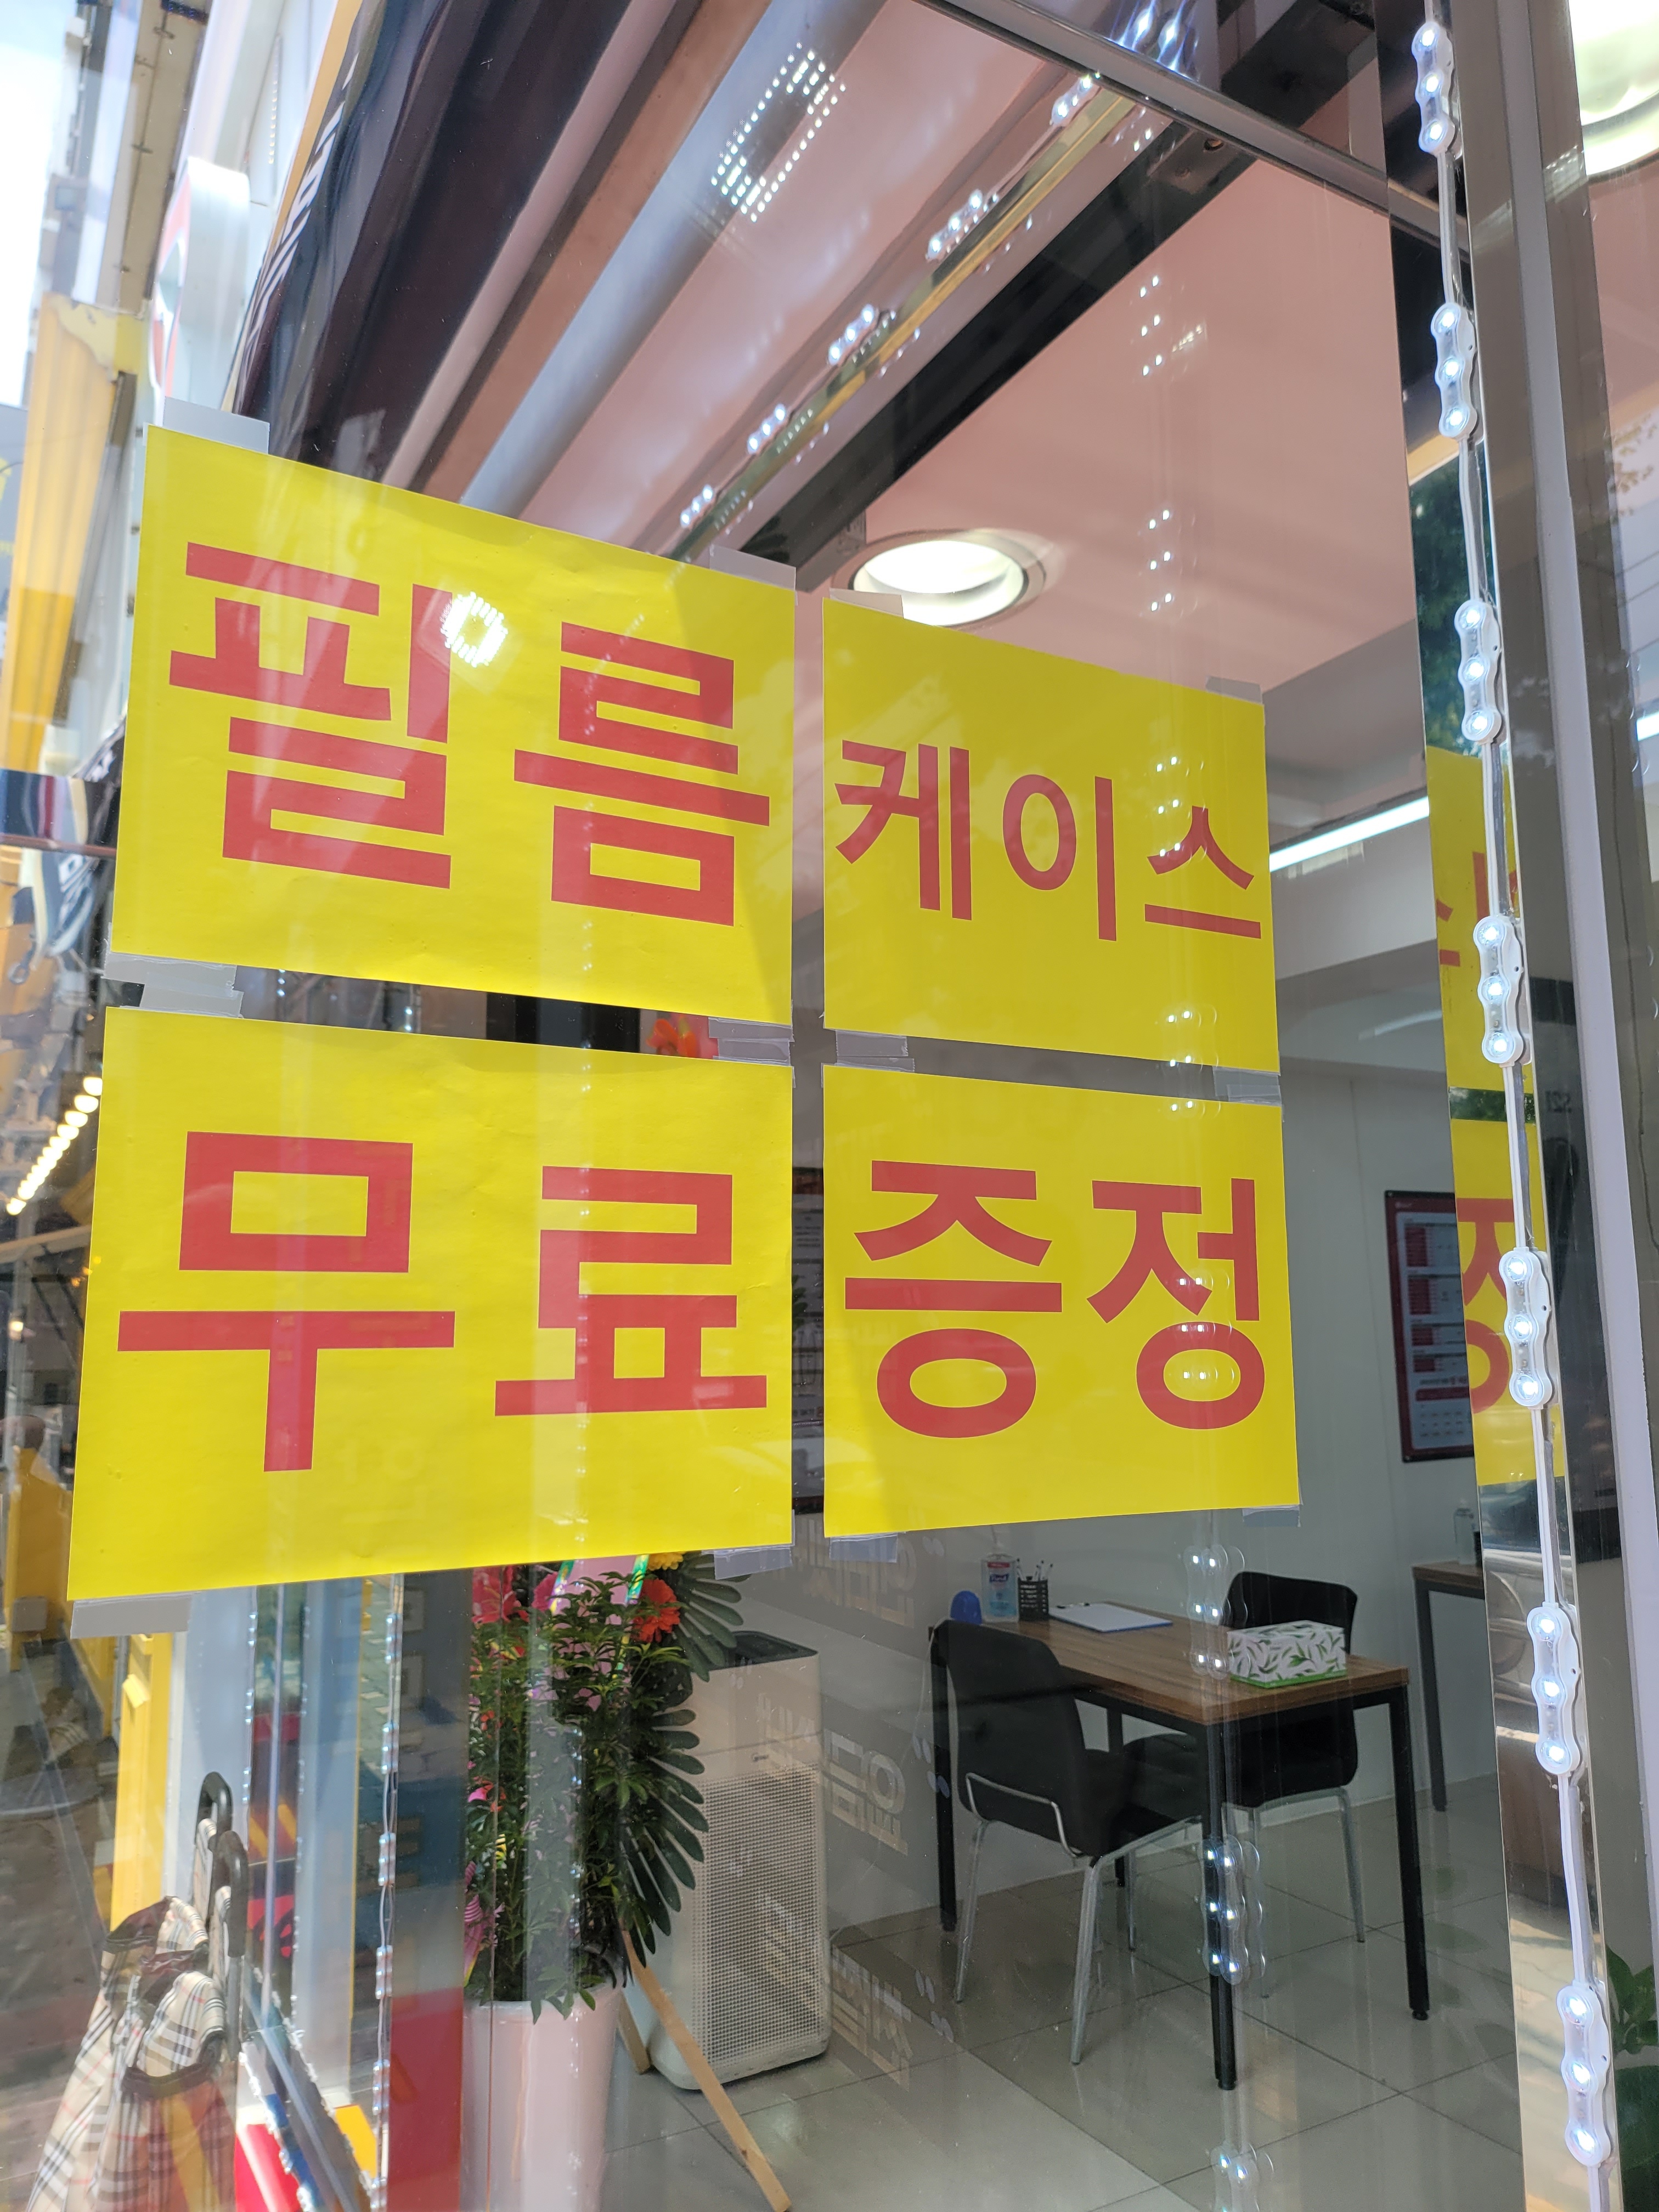 필름 케이스
무료 증정